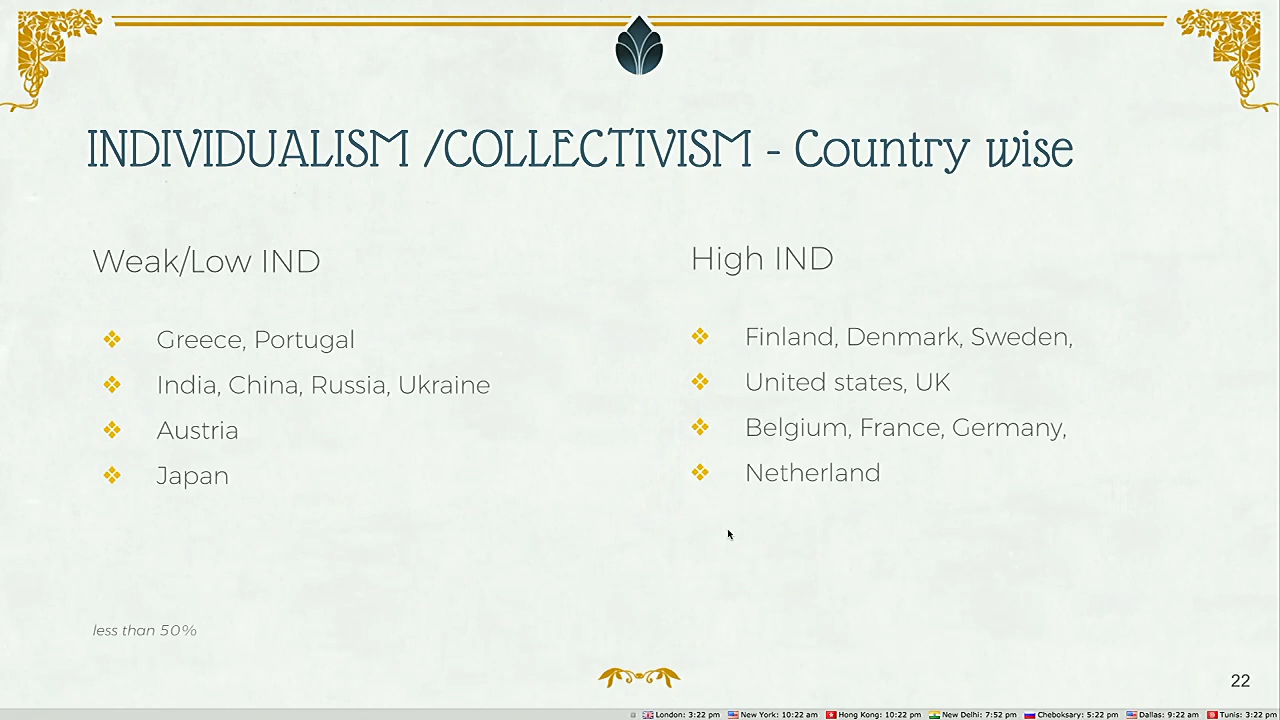 INDIVIDUALISM /COLLECTIVISM - Country wise
Weak/Low IND
Greece, Portugal
India, China, Russia, Ukraine
Austria
Japan
High IND
Finland, Denmark, Sweden,
United states, UK
Belgium, France, Germany,
Netherland
less than 50%
22
London: 3:22 pm New York: 10:22 am Hong Kong: 10:22 pm New Delhi: 7:52 pm Cheboksary: 5:22 pm Dallas: 9:22 am Tunis: 3:22 pm